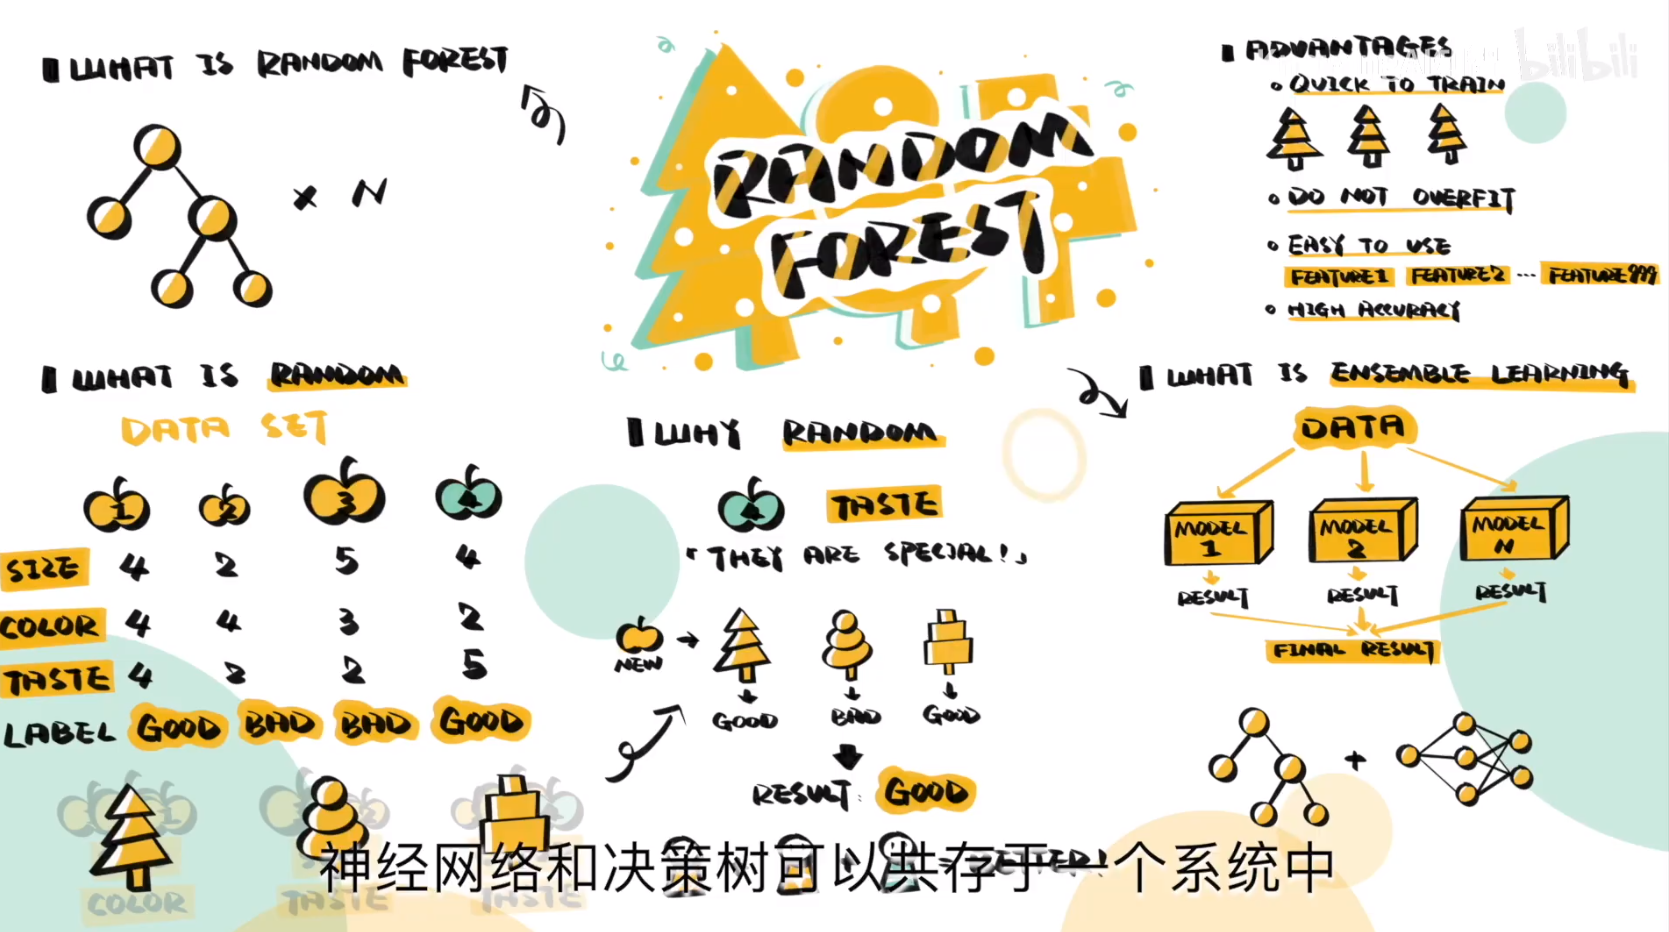 WHAT IS RANDOM FOREST
× N
WHAT IS RANDOM
DATA SET
1 2 3 4
SIZE 4 2 5 4
COLOR 4 4 3 2
TASTE 4 2 2 5
LABEL GOOD BAD BAD GOOD
COLOR TASTE TASTE
RANDOM
FOREST
WHY RANDOM
4 TASTE
「THEY ARE SPECIAL!」
NEW
GOOD BAD GOOD
RESULT: GOOD
ADVANTAGES
bilibili
QUICK TO TRAIN
DO NOT OVERFIT
EASY TO USE
FEATURE1 FEATURE2 ... FEATURE999
HIGH ACCURACY
WHAT IS ENSEMBLE LEARNING
DATA
MODEL 1 MODEL 2 MODEL N
RESULT RESULT RESULT
FINAL RESULT
+
神经网络和决策树可以共存于一个系统中